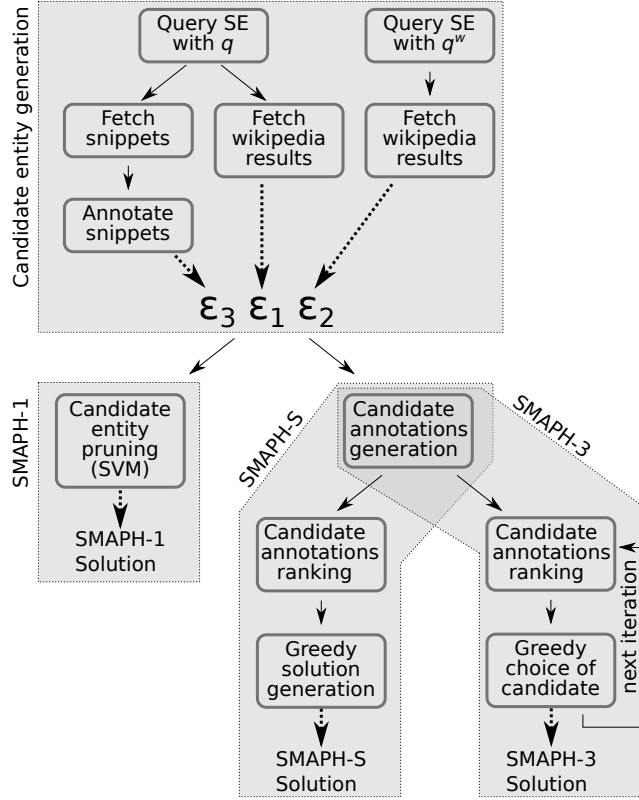 Candidate entity generation
Query SE
with q
Query SE
with qʷ
Fetch
snippets
Fetch
wikipedia
results
Fetch
wikipedia
results
Annotate
snippets
ε₃ ε₁ ε₂
SMAPH-1
Candidate
entity
pruning
(SVM)
SMAPH-1
Solution
SMAPH-S
Candidate
annotations
generation
SMAPH-3
Candidate
annotations
ranking
Candidate
annotations
ranking
next iteration
Greedy
solution
generation
Greedy
choice of
candidate
SMAPH-S
Solution
SMAPH-3
Solution